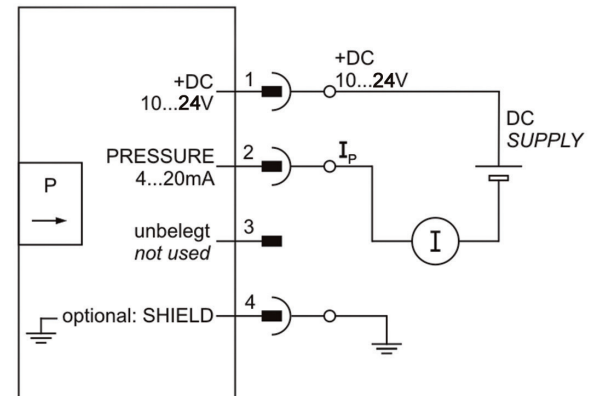 +DC
10...24V
1
+DC
10...24V
DC
SUPPLY
PRESSURE
4...20mA
2
IP
P
unbelegt
not used
3
I
optional: SHIELD
4